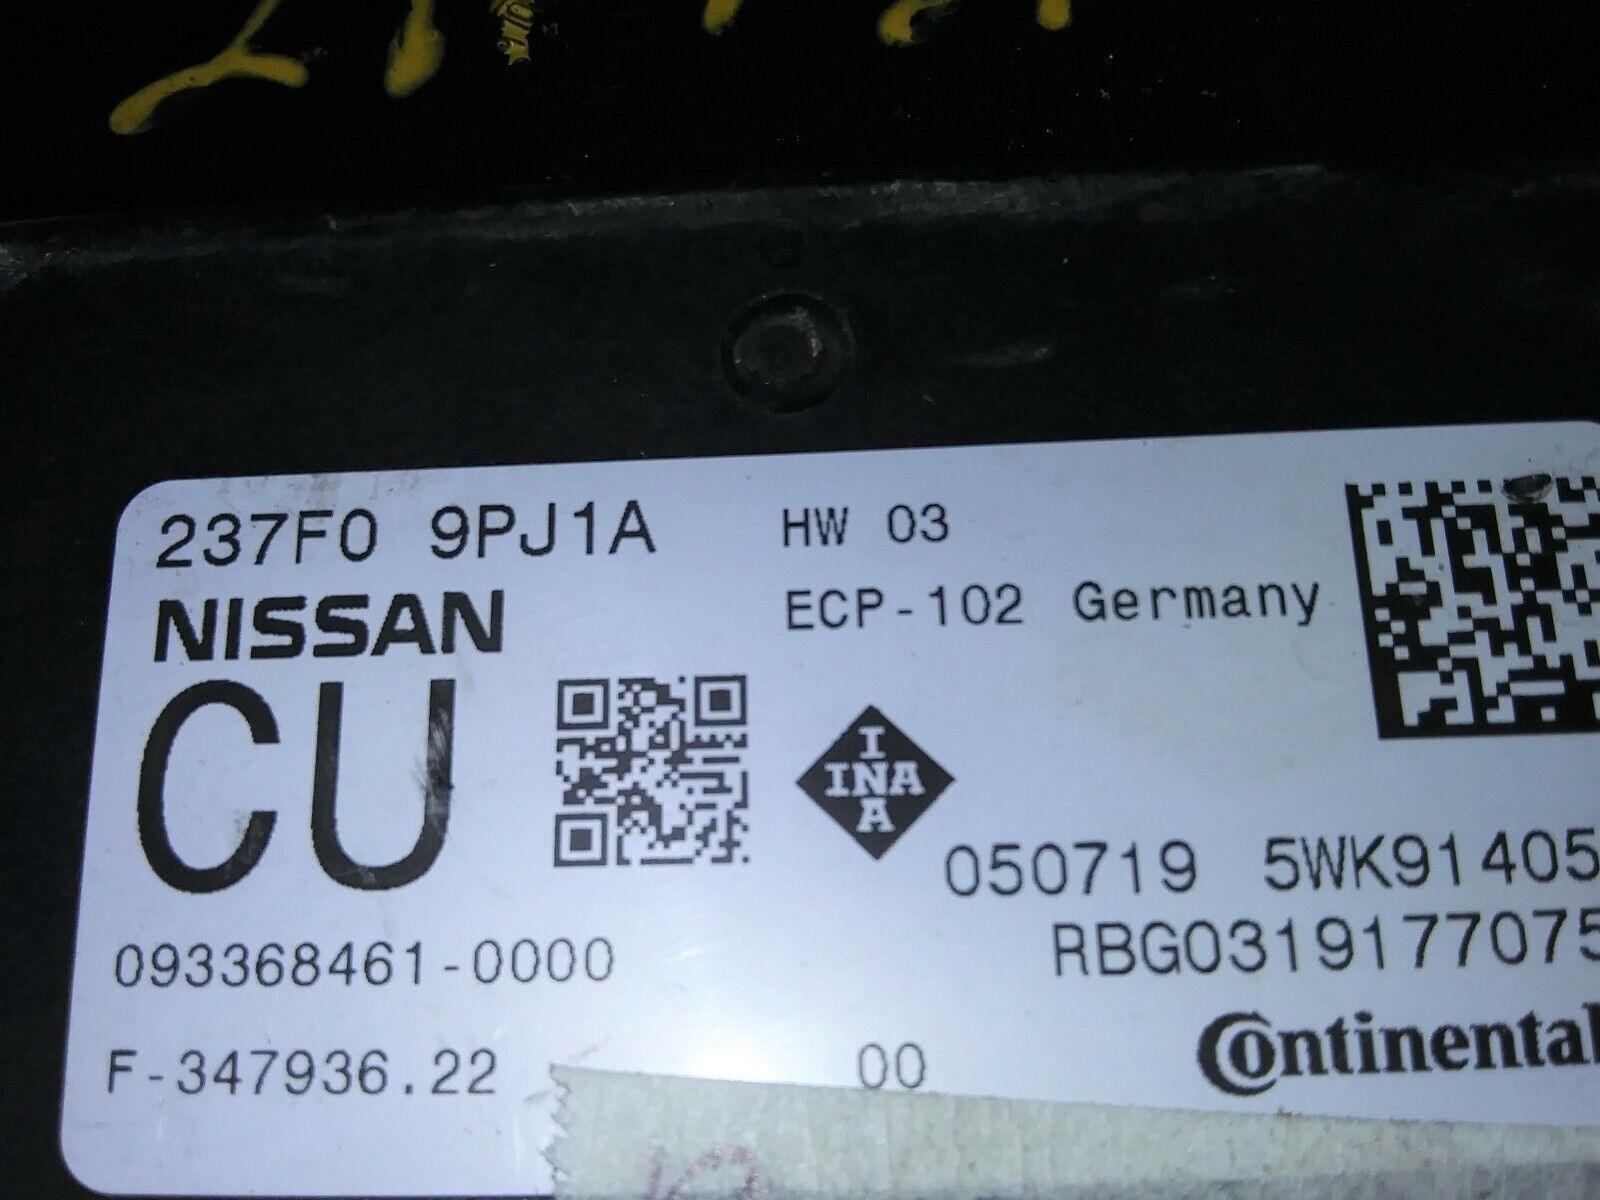 237F0 9PJ1A HW 03
NISSAN ECP-102 Germany
CU
I
INA
A
050719 5WK91405
093368461-0000 RBG0319177075
F-347936.22 00 Continental